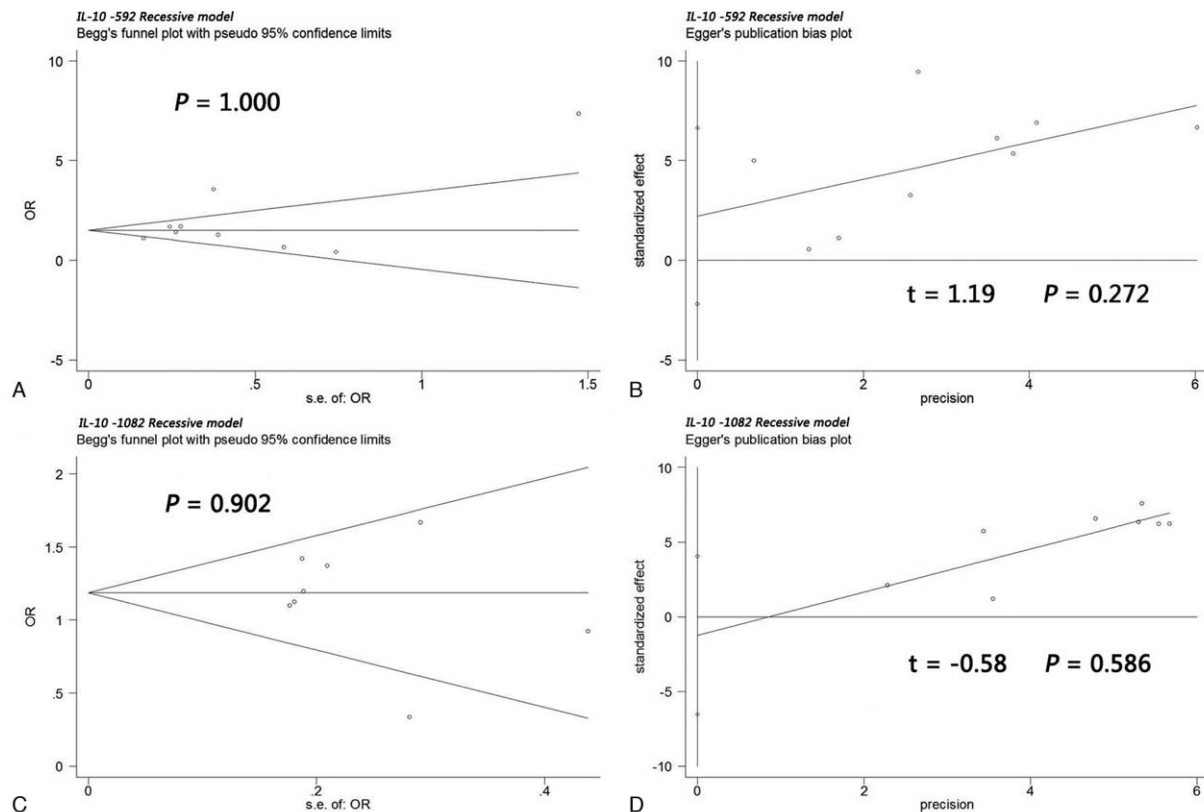 IL-10 -592 Recessive model
Begg's funnel plot with pseudo 95% confidence limits
P = 1.000
10
5
0
-5
OR
0
.5
1
1.5
s.e. of: OR
A
IL-10 -592 Recessive model
Egger's publication bias plot
10
5
0
-5
standardized effect
t = 1.19 P = 0.272
0
2
4
6
precision
B
IL-10 -1082 Recessive model
Begg's funnel plot with pseudo 95% confidence limits
P = 0.902
2
1.5
1
.5
0
OR
0
.2
.4
s.e. of: OR
C
IL-10 -1082 Recessive model
Egger's publication bias plot
10
5
0
-5
-10
standardized effect
t = -0.58 P = 0.586
0
2
4
6
precision
D